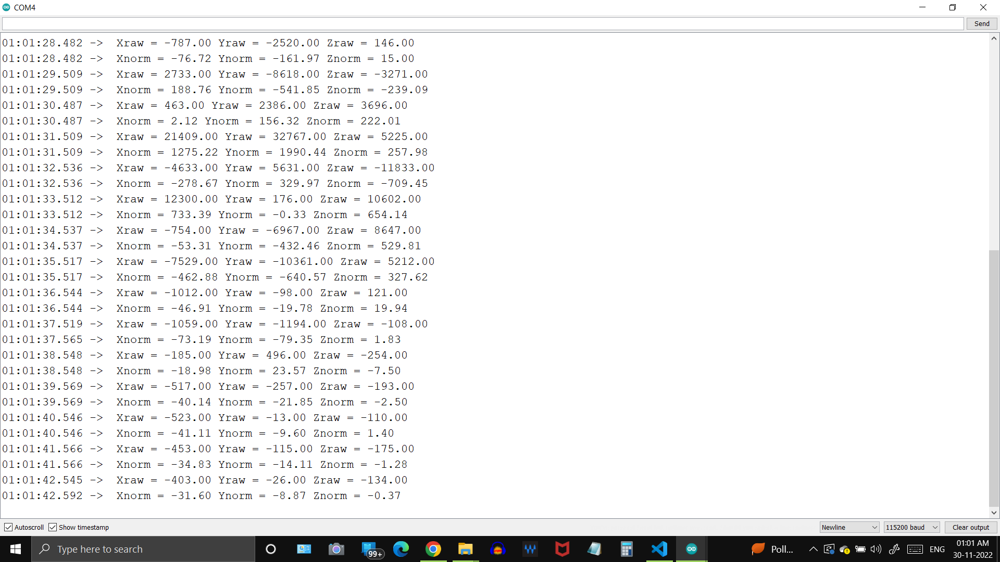 COM4
Send
01:01:28.482 ->  Xraw = -787.00 Yraw = -2520.00 Zraw = 146.00
01:01:28.482 ->  Xnorm = -76.72 Ynorm = -161.97 Znorm = 15.00
01:01:29.509 ->  Xraw = 2733.00 Yraw = -8618.00 Zraw = -3271.00
01:01:29.509 ->  Xnorm = 188.76 Ynorm = -541.85 Znorm = -239.09
01:01:30.487 ->  Xraw = 463.00 Yraw = 2386.00 Zraw = 3696.00
01:01:30.487 ->  Xnorm = 2.12 Ynorm = 156.32 Znorm = 222.01
01:01:31.509 ->  Xraw = 21409.00 Yraw = 32767.00 Zraw = 5225.00
01:01:31.509 ->  Xnorm = 1275.22 Ynorm = 1990.44 Znorm = 257.98
01:01:32.536 ->  Xraw = -4633.00 Yraw = 5631.00 Zraw = -11833.00
01:01:32.536 ->  Xnorm = -278.67 Ynorm = 329.97 Znorm = -709.45
01:01:33.512 ->  Xraw = 12300.00 Yraw = 176.00 Zraw = 10602.00
01:01:33.512 ->  Xnorm = 733.39 Ynorm = -0.33 Znorm = 654.14
01:01:34.537 ->  Xraw = -754.00 Yraw = -6967.00 Zraw = 8647.00
01:01:34.537 ->  Xnorm = -53.31 Ynorm = -432.46 Znorm = 529.81
01:01:35.517 ->  Xraw = -7529.00 Yraw = -10361.00 Zraw = 5212.00
01:01:35.517 ->  Xnorm = -462.88 Ynorm = -640.57 Znorm = 327.62
01:01:36.544 ->  Xraw = -1012.00 Yraw = -98.00 Zraw = 121.00
01:01:36.544 ->  Xnorm = -46.91 Ynorm = -19.78 Znorm = 19.94
01:01:37.519 ->  Xraw = -1059.00 Yraw = -1194.00 Zraw = -108.00
01:01:37.565 ->  Xnorm = -73.19 Ynorm = -79.35 Znorm = 1.83
01:01:38.548 ->  Xraw = -185.00 Yraw = 496.00 Zraw = -254.00
01:01:38.548 ->  Xnorm = -18.98 Ynorm = 23.57 Znorm = -7.50
01:01:39.569 ->  Xraw = -517.00 Yraw = -257.00 Zraw = -193.00
01:01:39.569 ->  Xnorm = -40.14 Ynorm = -21.85 Znorm = -2.50
01:01:40.546 ->  Xraw = -523.00 Yraw = -13.00 Zraw = -110.00
01:01:40.546 ->  Xnorm = -41.11 Ynorm = -9.60 Znorm = 1.40
01:01:41.566 ->  Xraw = -453.00 Yraw = -115.00 Zraw = -175.00
01:01:41.566 ->  Xnorm = -34.83 Ynorm = -14.11 Znorm = -1.28
01:01:42.545 ->  Xraw = -403.00 Yraw = -26.00 Zraw = -134.00
01:01:42.592 ->  Xnorm = -31.60 Ynorm = -8.87 Znorm = -0.37
Autoscroll Show timestamp Newline 115200 baud Clear output
Type here to search 99+ Poll... ENG
01:01 AM
30-11-2022